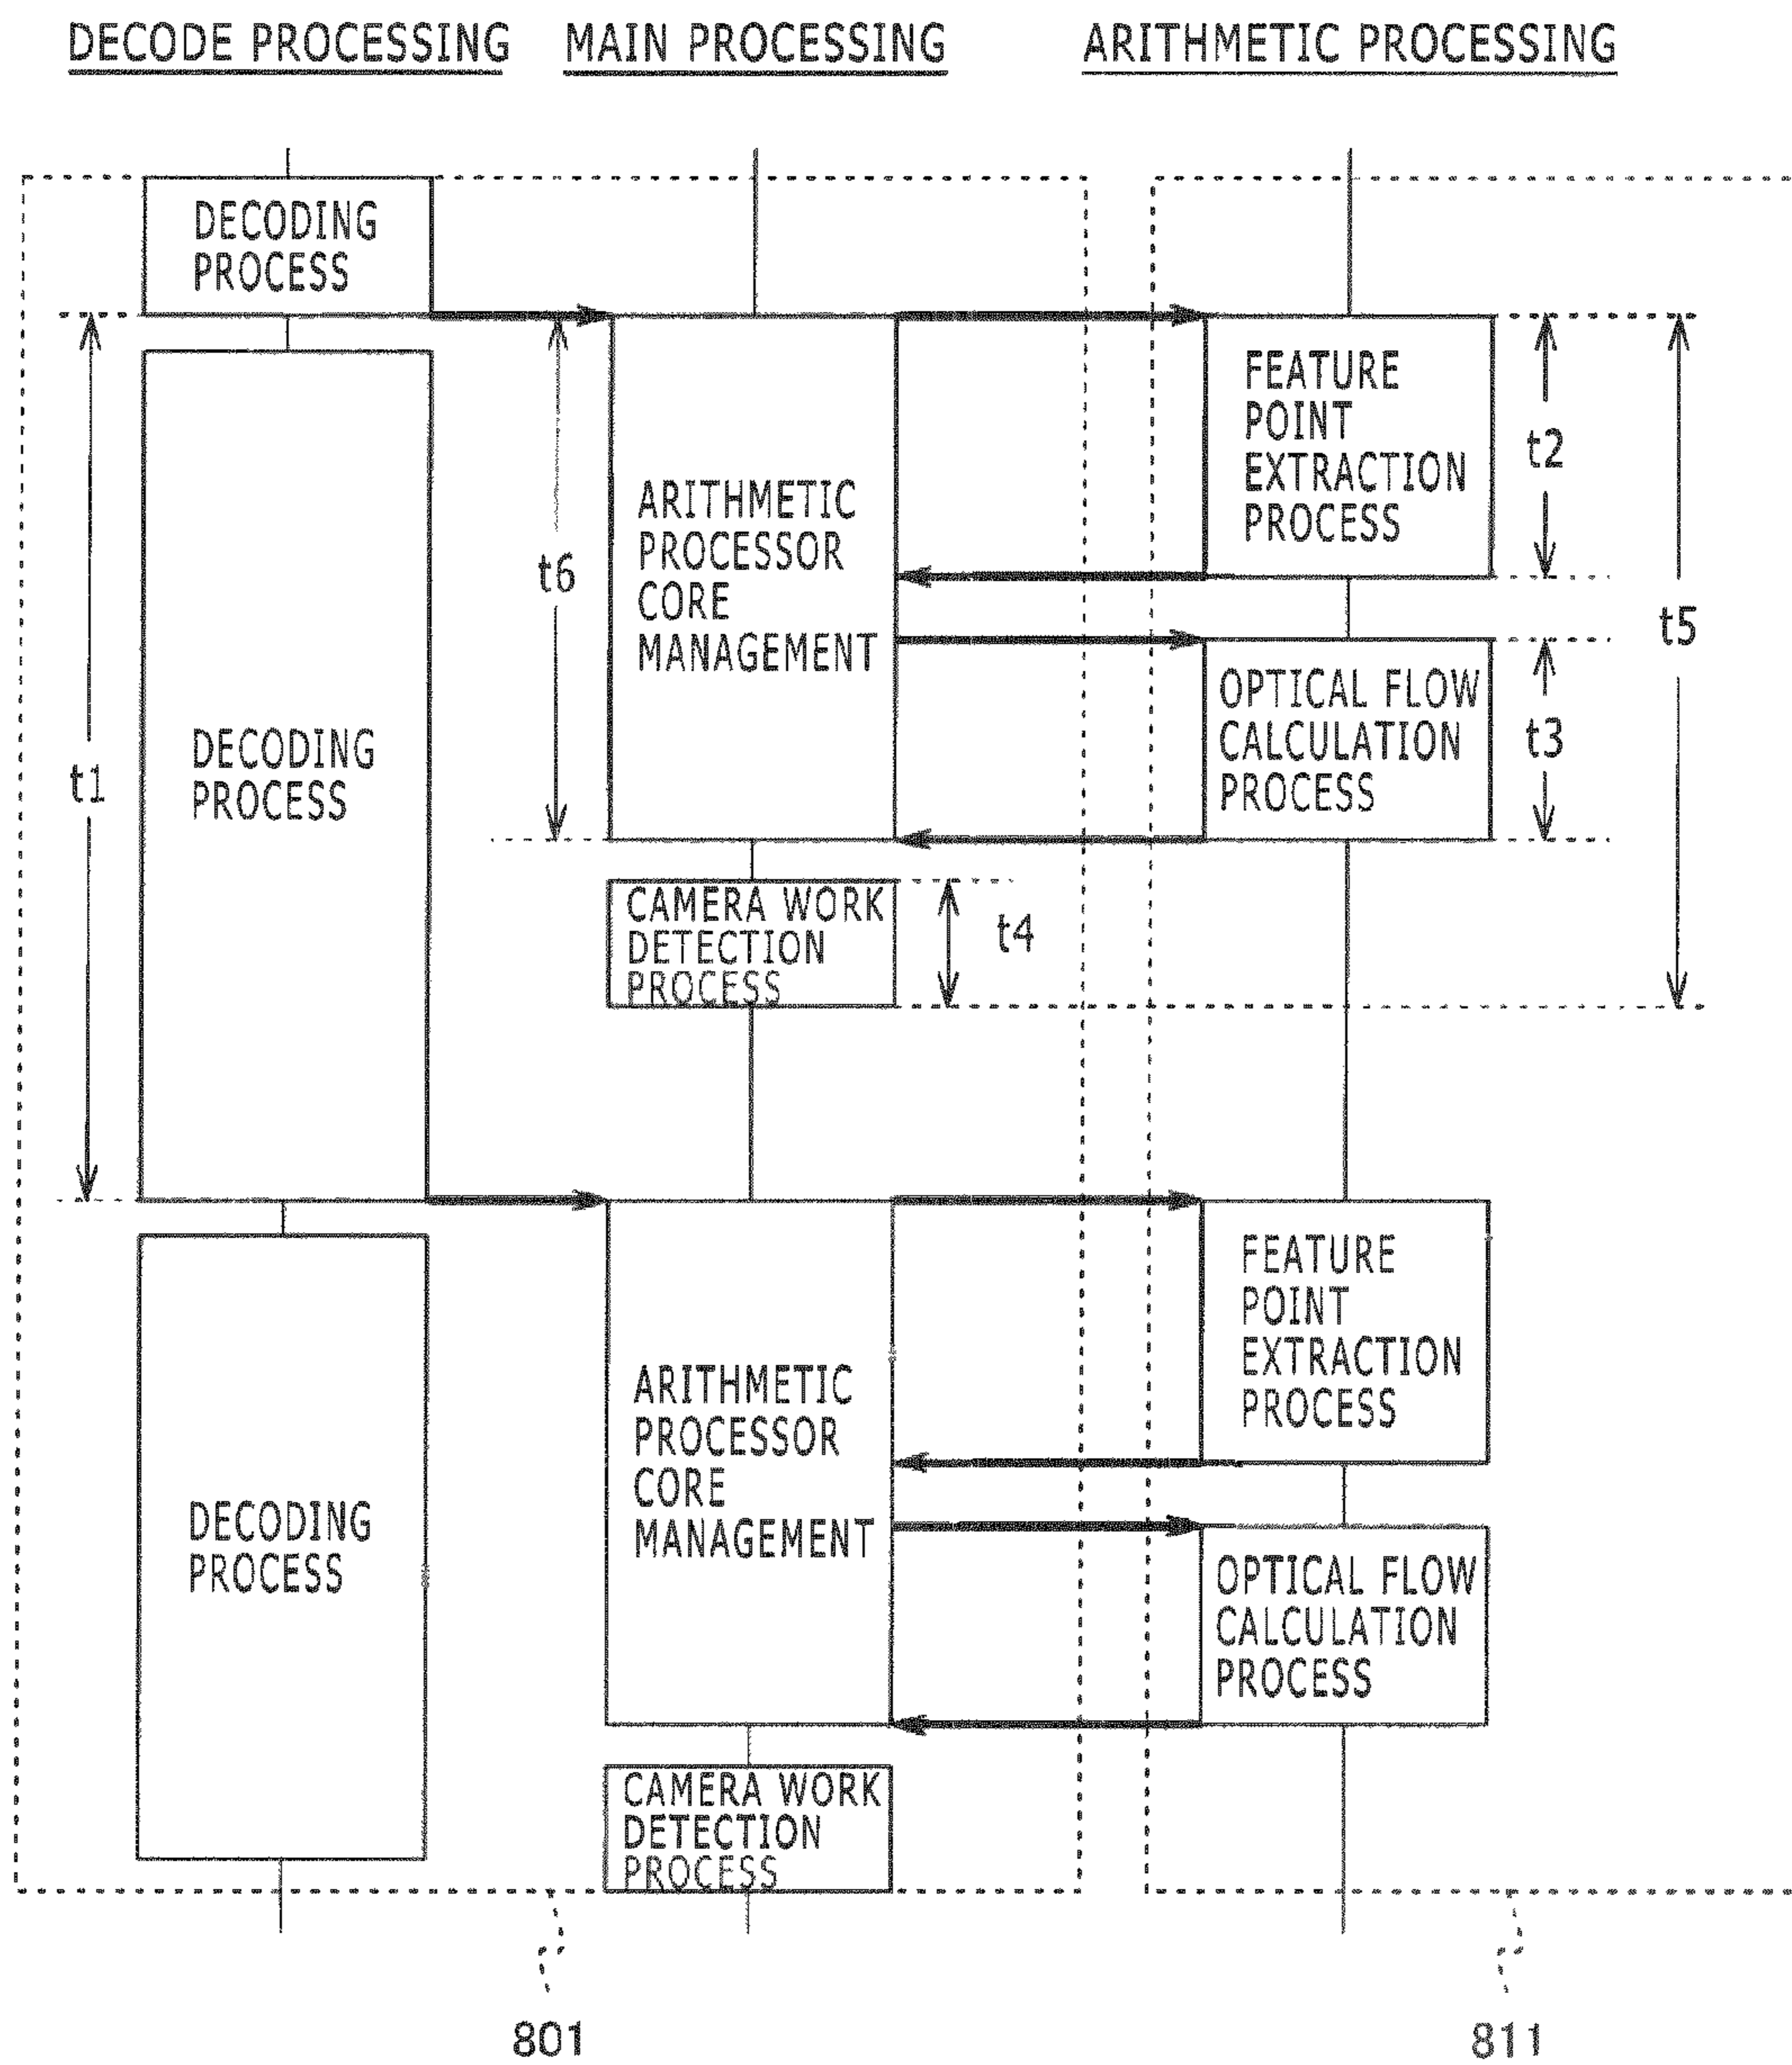 DECODE PROCESSING
MAIN PROCESSING
ARITHMETIC PROCESSING
DECODING
PROCESS
t1
DECODING
PROCESS
t6
ARITHMETIC
PROCESSOR
CORE
MANAGEMENT
FEATURE
POINT
EXTRACTION
PROCESS
t2
t5
OPTICAL FLOW
CALCULATION
PROCESS
t3
CAMERA WORK
DETECTION
PROCESS
t4
DECODING
PROCESS
ARITHMETIC
PROCESSOR
CORE
MANAGEMENT
FEATURE
POINT
EXTRACTION
PROCESS
OPTICAL FLOW
CALCULATION
PROCESS
CAMERA WORK
DETECTION
PROCESS
801
811